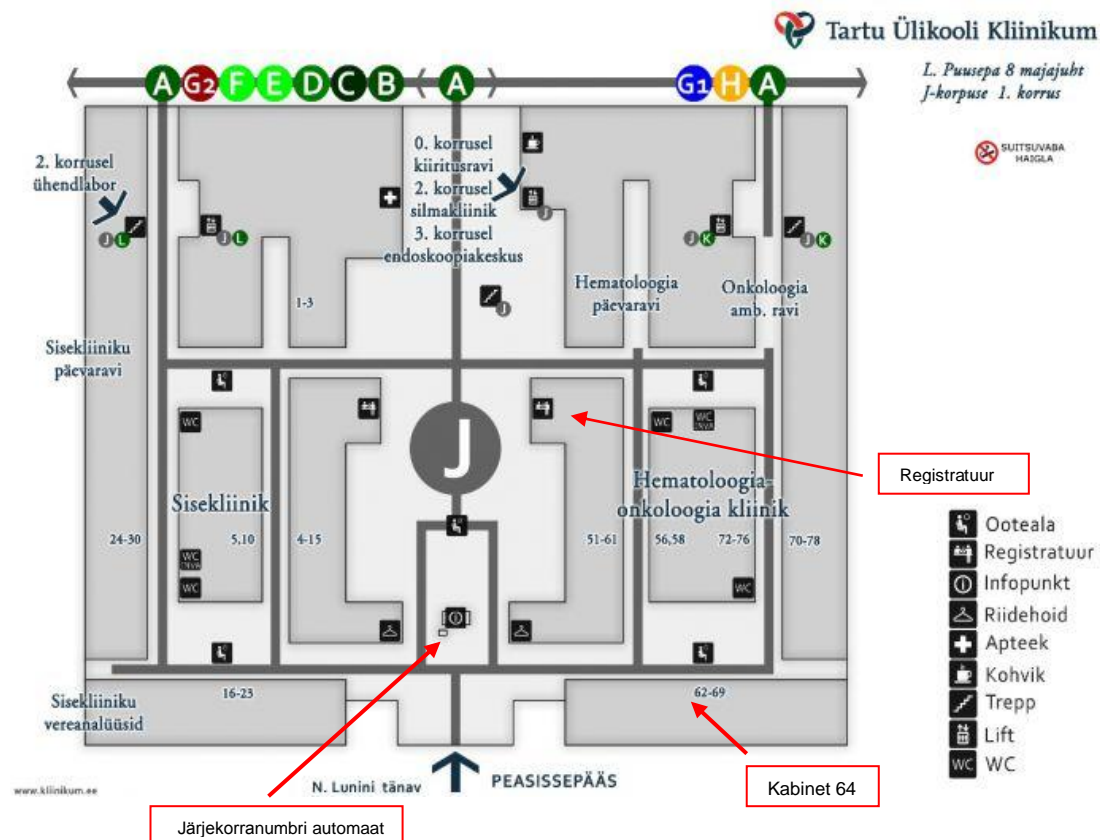 Tartu Ülikooli Kliinikum
L. Puusepa 8 majajuht
J-korpuse 1. korrus
SUITSUVABA
HAIGLA
A G2 F E D C B A G1 H A
2. korrusel
ühendlabor
0. korrusel
kiiritusravi
2. korrusel
silmakliinik
3. korrusel
endoskoopiakeskus
J L
J L
J
J K
J K
J
1-3
Hematoloogia
päevaravi
Onkoloogia
amb. ravi
Sisekliiniku
päevaravi
WC
WC
WC
INVA
J
Registratuur
Sisekliinik
Hematoloogia-
onkoloogia kliinik
24-30
5,10
4-15
51-61
56,58
72-76
70-78
WC
INVA
WC
WC
Ooteala
Registratuur
Infopunkt
Riidehoid
Apteek
Kohvik
Trepp
Lift
WC WC
16-23
62-69
Sisekliiniku
vereanalüüsid
N. Lunini tänav
PEASISSEPÄÄS
Kabinet 64
www.kliinikum.ee
Järjekorranumbri automaat